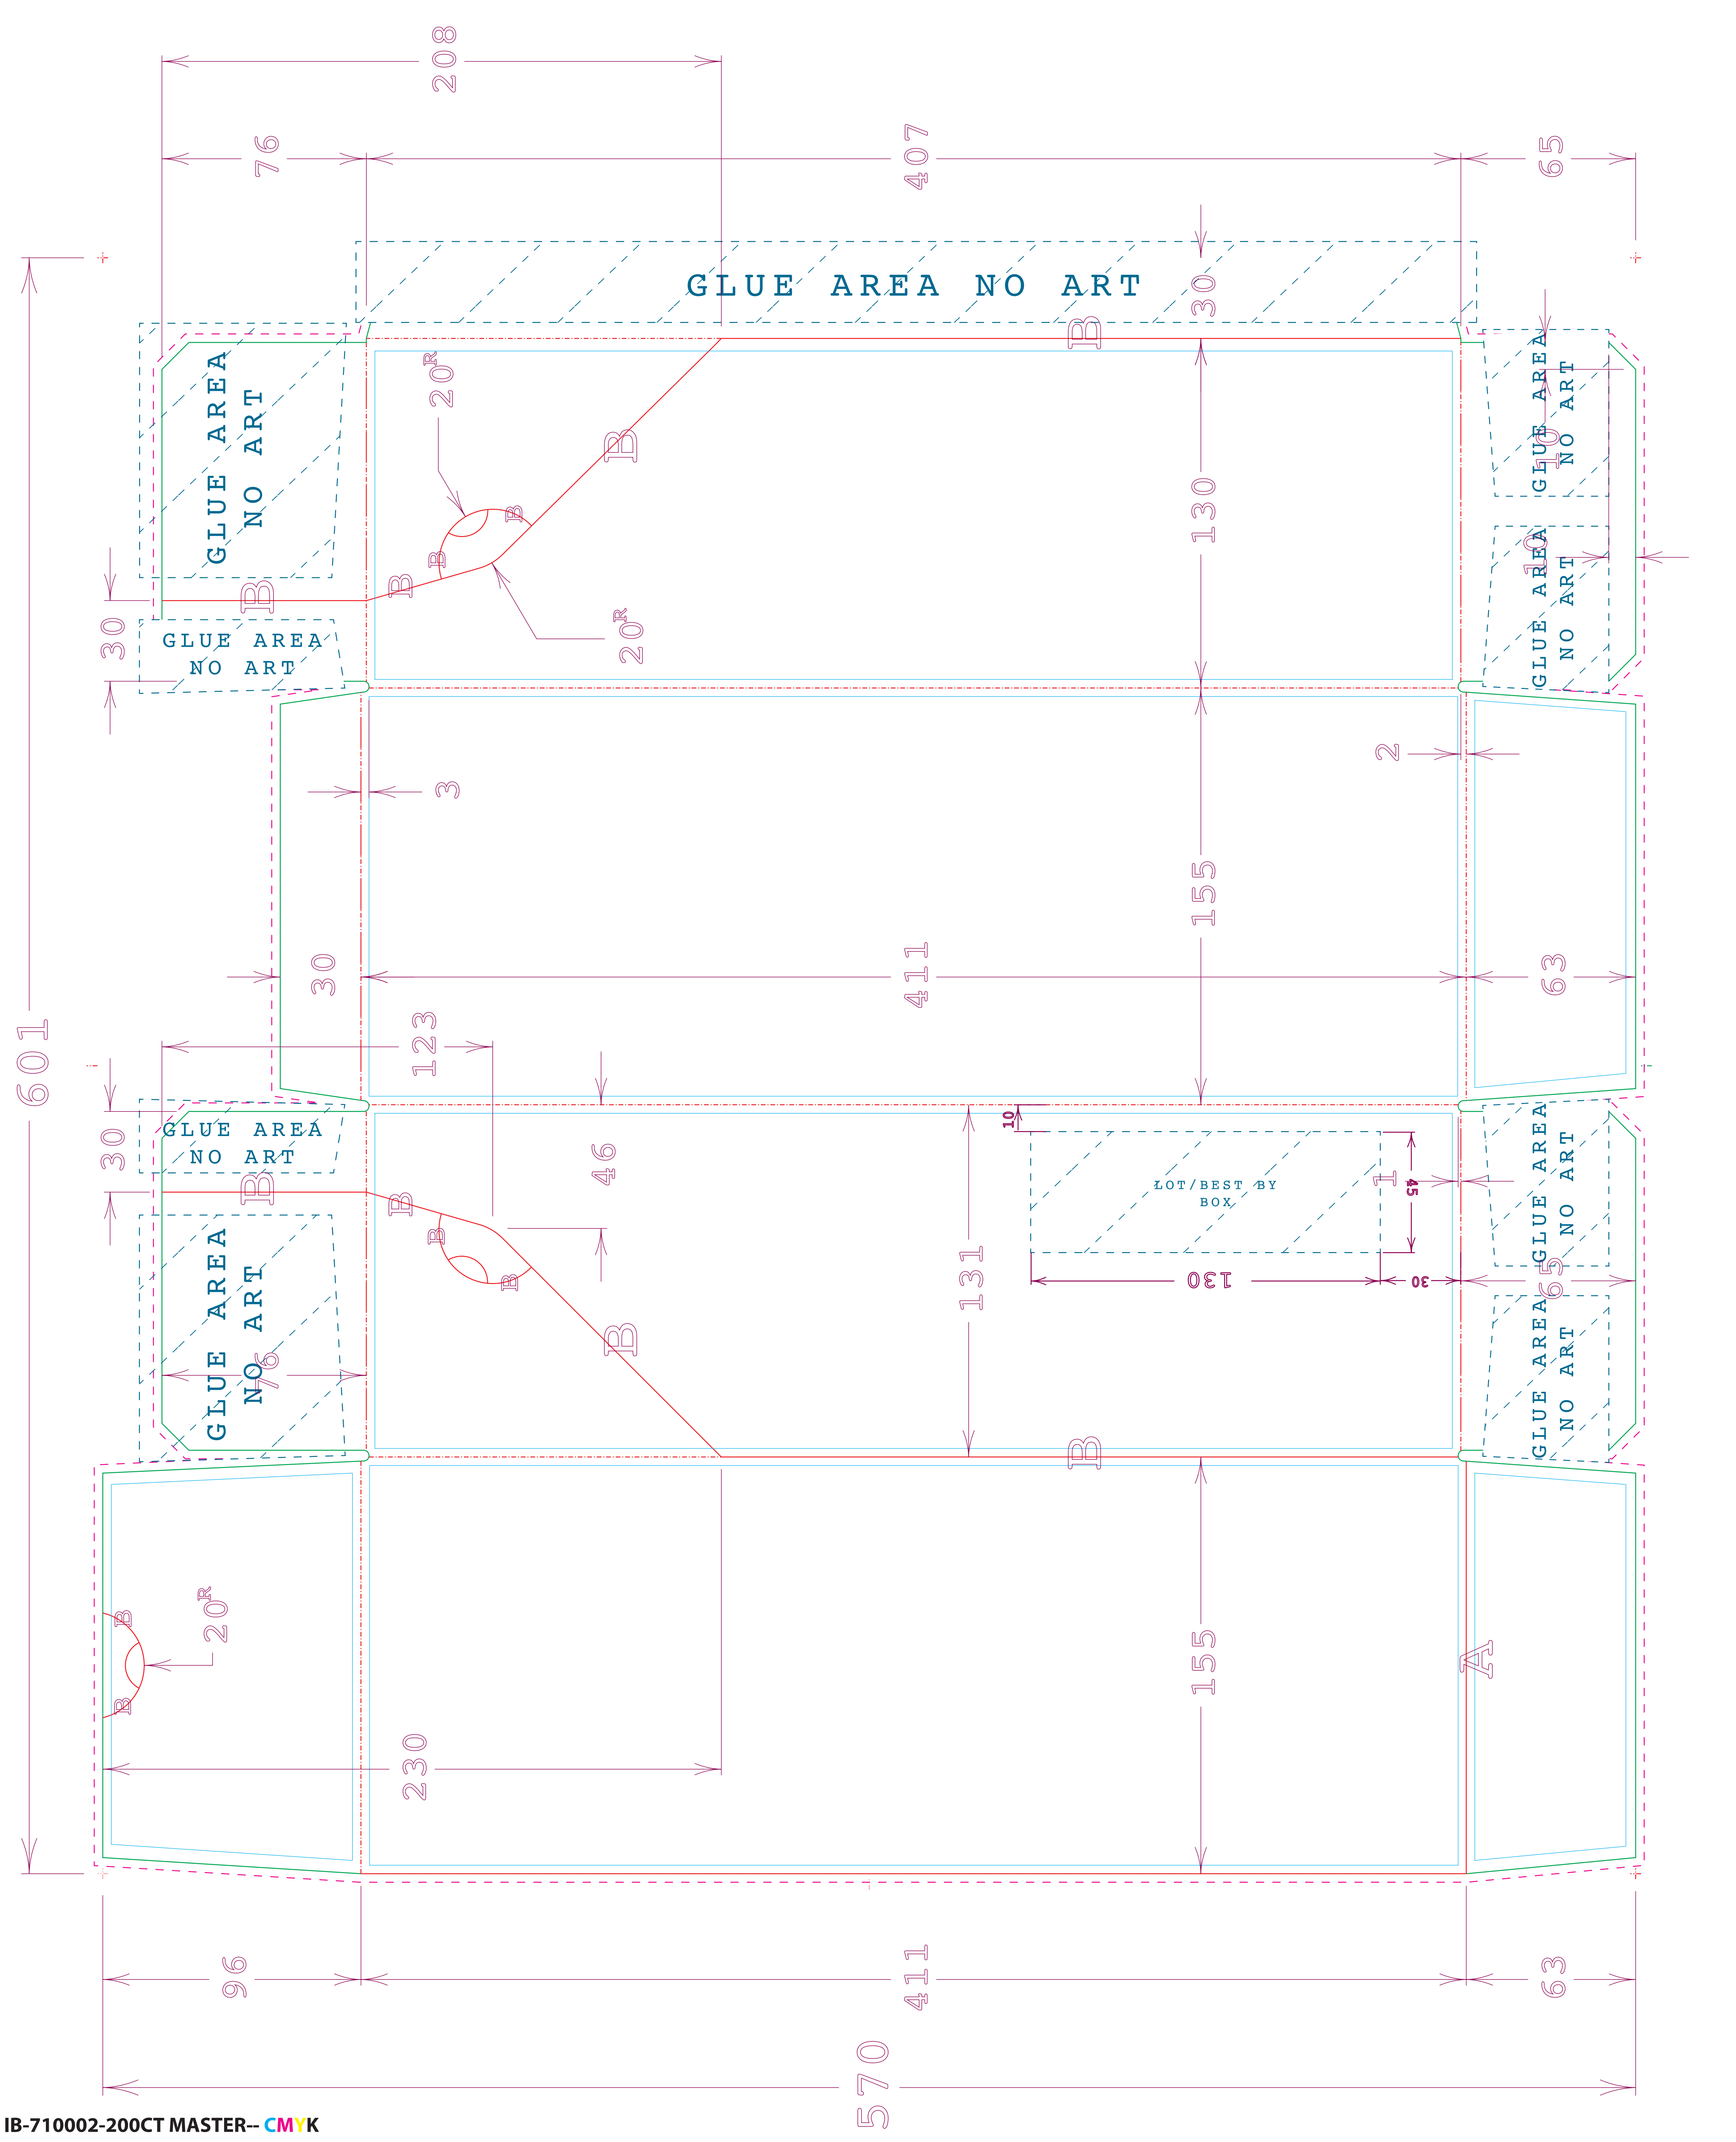 208
76
407
65
30
GLUE AREA NO ART
B
GLUE AREA
NO ART
20R
B
B
B
B
130
GLUE AREA
NO ART
10
10
GLUE AREA
NO ART
B
20R
30
GLUE AREA
NO ART
2
3
155
30
411
63
601
123
30
GLUE AREA
NO ART
46
10
LOT/BEST BY
BOX
1
45
GLUE AREA
NO ART
B
B
B
B
130
30
131
65
GLUE AREA
NO ART
76
B
GLUE AREA
NO ART
B
20R
B
B
155
A
230
96
411
63
570
IB-710002-200CT MASTER-- CMYK